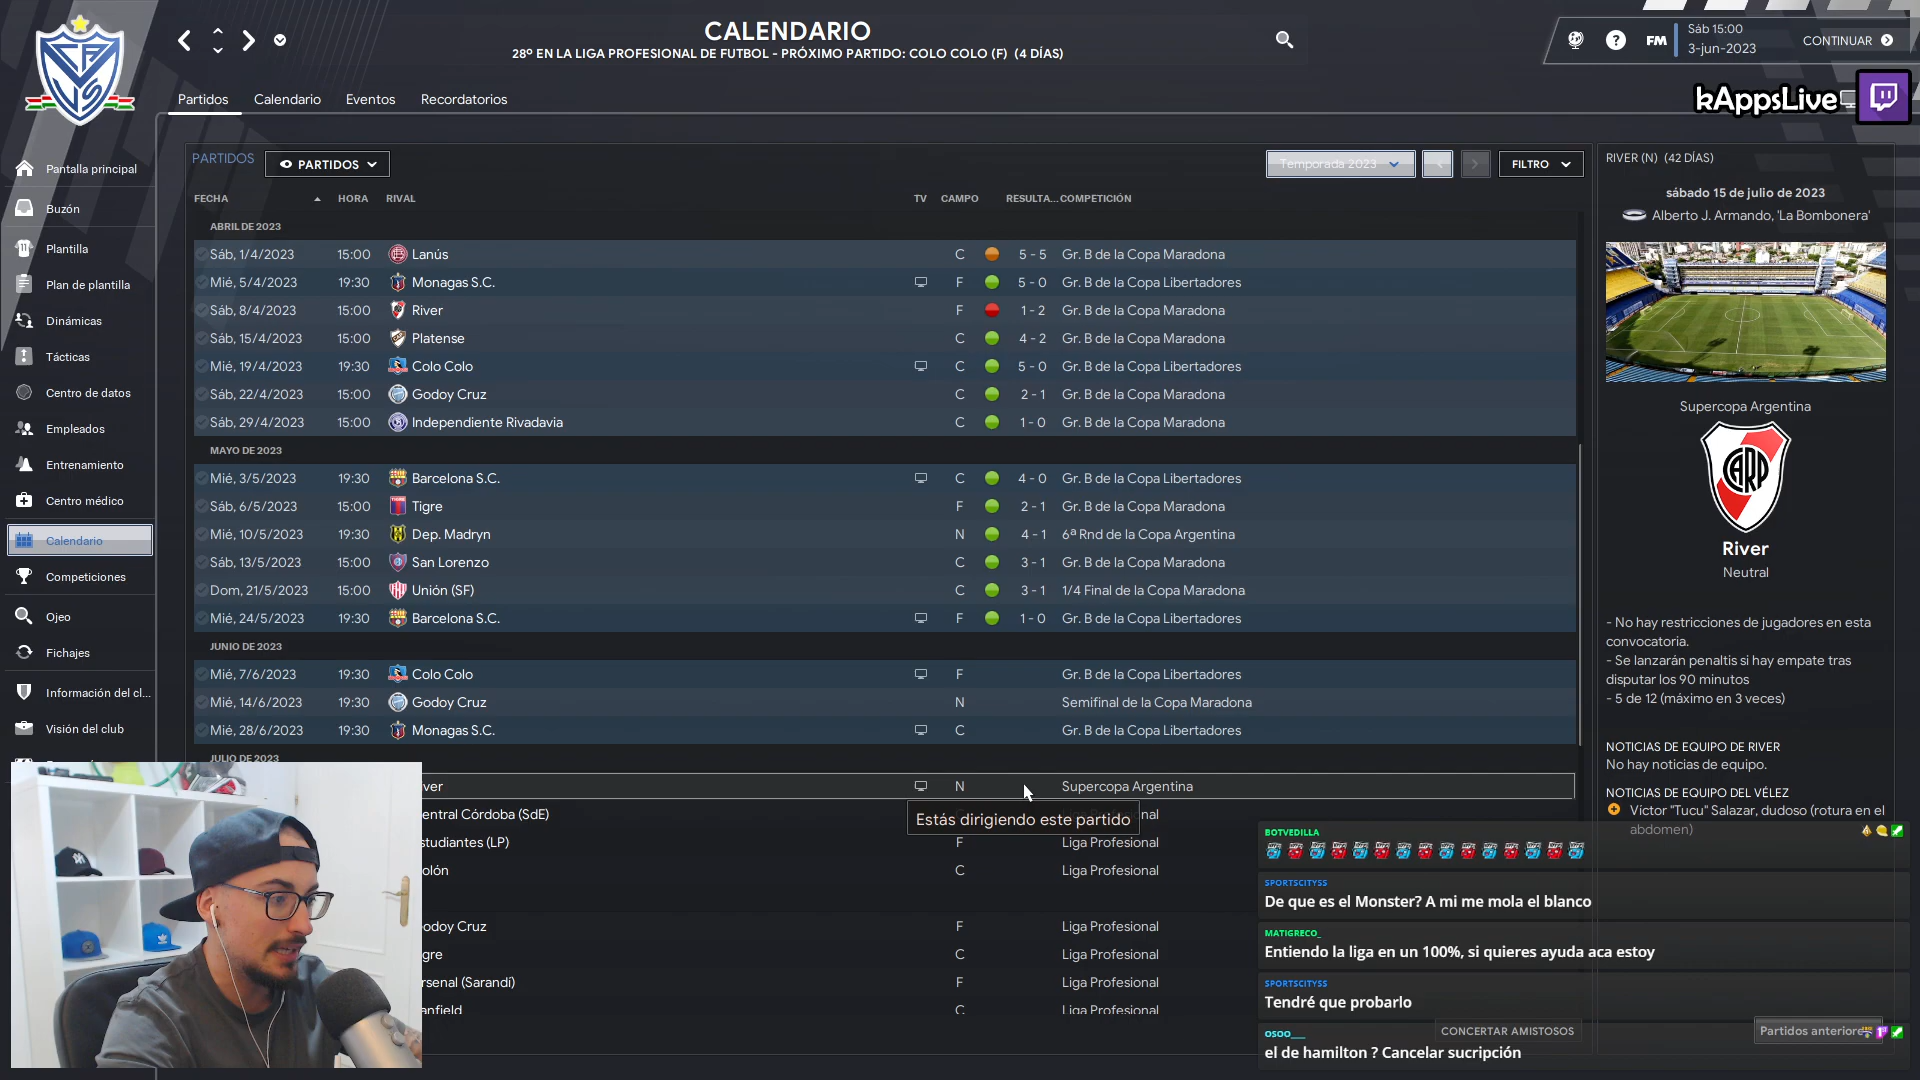 CALENDARIO
28º EN LA LIGA PROFESIONAL DE FUTBOL - PRÓXIMO PARTIDO: COLO COLO (F) (4 DÍAS)
FM
Sáb 15:00
3-jun-2023
CONTINUAR
Partidos Calendario Eventos Recordatorios
kAppsLive
Pantalla principal
Buzón
Plantilla
Plan de plantilla
Dinámicas
Tácticas
Centro de datos
Empleados
Entrenamiento
Centro médico
Calendario
Competiciones
Ojeo
Fichajes
Información del cl...
Visión del club
PARTIDOS PARTIDOS Temporada 2023 FILTRO
FECHA HORA RIVAL TV CAMPO RESULTA... COMPETICIÓN
ABRIL DE 2023
Sáb, 1/4/2023 15:00 Lanús C 5 - 5 Gr. B de la Copa Maradona
Mié, 5/4/2023 19:30 Monagas S.C. F 5 - 0 Gr. B de la Copa Libertadores
Sáb, 8/4/2023 15:00 River F 1 - 2 Gr. B de la Copa Maradona
Sáb, 15/4/2023 15:00 Platense C 4 - 2 Gr. B de la Copa Maradona
Mié, 19/4/2023 19:30 Colo Colo C 5 - 0 Gr. B de la Copa Libertadores
Sáb, 22/4/2023 15:00 Godoy Cruz C 2 - 1 Gr. B de la Copa Maradona
Sáb, 29/4/2023 15:00 Independiente Rivadavia C 1 - 0 Gr. B de la Copa Maradona
MAYO DE 2023
Mié, 3/5/2023 19:30 Barcelona S.C. C 4 - 0 Gr. B de la Copa Libertadores
Sáb, 6/5/2023 15:00 Tigre F 2 - 1 Gr. B de la Copa Maradona
Mié, 10/5/2023 19:30 Dep. Madryn N 4 - 1 6ª Rnd de la Copa Argentina
Sáb, 13/5/2023 15:00 San Lorenzo C 3 - 1 Gr. B de la Copa Maradona
Dom, 21/5/2023 15:00 Unión (SF) C 3 - 1 1/4 Final de la Copa Maradona
Mié, 24/5/2023 19:30 Barcelona S.C. F 1 - 0 Gr. B de la Copa Libertadores
JUNIO DE 2023
Mié, 7/6/2023 19:30 Colo Colo F Gr. B de la Copa Libertadores
Mié, 14/6/2023 19:30 Godoy Cruz N Semifinal de la Copa Maradona
Mié, 28/6/2023 19:30 Monagas S.C. C Gr. B de la Copa Libertadores
JULIO DE 2023
ver N Supercopa Argentina
entral Córdoba (SdE) nal
Estás dirigiendo este partido
studiantes (LP) F Liga Profesional
olón C Liga Profesional
odoy Cruz F Liga Profesional
gre C Liga Profesional
rsenal (Sarandí) F Liga Profesional
anfield C Liga Profesional
CONCERTAR AMISTOSOS
RIVER (N) (42 DÍAS)
sábado 15 de julio de 2023
Alberto J. Armando, 'La Bombonera'
Supercopa Argentina
CARP
River
Neutral
- No hay restricciones de jugadores en esta
convocatoria.
- Se lanzarán penaltis si hay empate tras
disputar los 90 minutos
- 5 de 12 (máximo en 3 veces)
NOTICIAS DE EQUIPO DE RIVER
No hay noticias de equipo.
NOTICIAS DE EQUIPO DEL VÉLEZ
Víctor "Tucu" Salazar, dudoso (rotura en el
abdomen)
Partidos anteriore
BOTVEDILLA
SPORTSCITYSS
De que es el Monster? A mi me mola el blanco
MATIGRECO_
Entiendo la liga en un 100%, si quieres ayuda aca estoy
SPORTSCITYSS
Tendré que probarlo
OSOO___
el de hamilton ? Cancelar sucripción